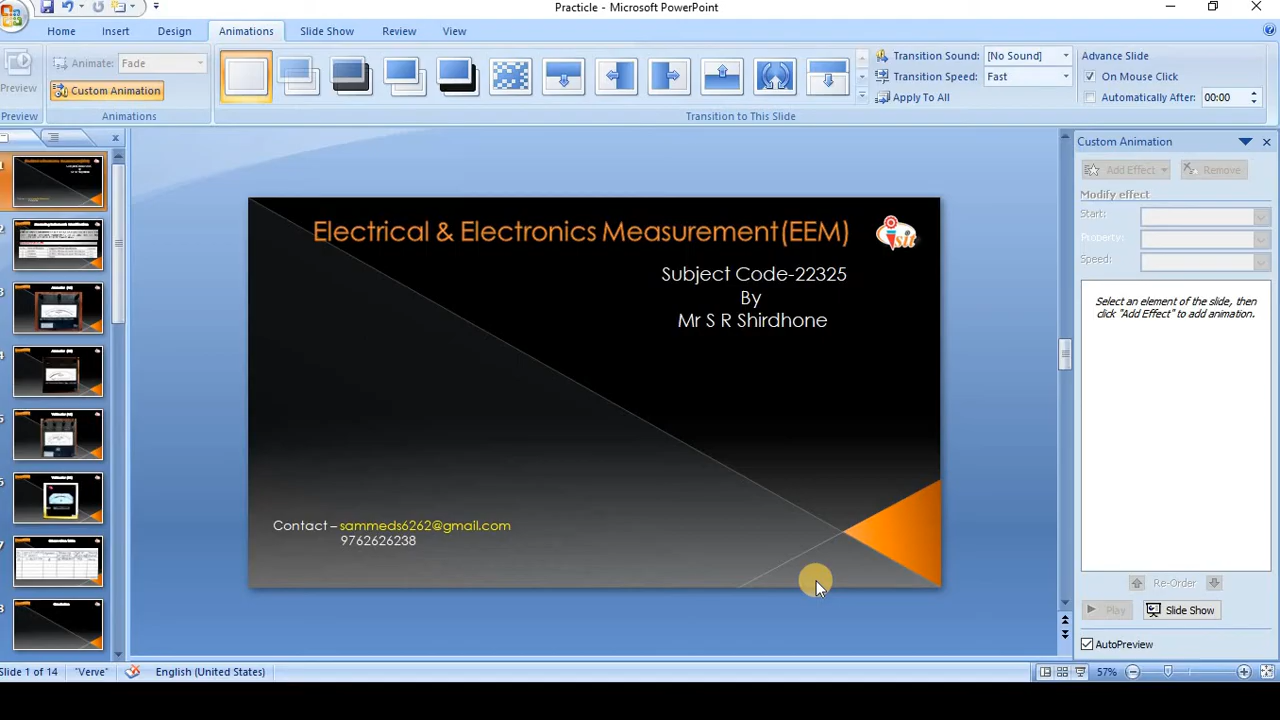 Practicle - Microsoft PowerPoint
Home Insert Design Animations Slide Show Review View
Preview
Preview
Animate: Fade
Custom Animation
Animations
Transition to This Slide
Transition Sound: [No Sound]
Transition Speed: Fast
Apply To All
Advance Slide
On Mouse Click
Automatically After: 00:00
Electrical & Electronics Measurement(EEM)
Subject Code-22325
By
Mr S R Shirdhone
Contact – sammeds6262@gmail.com
9762626238
Custom Animation
Add Effect Remove
Modify effect
Start:
Property:
Speed:
Select an element of the slide, then
click "Add Effect" to add animation.
Re-Order
Play Slide Show
AutoPreview
Slide 1 of 14 "Verve" English (United States) 57%